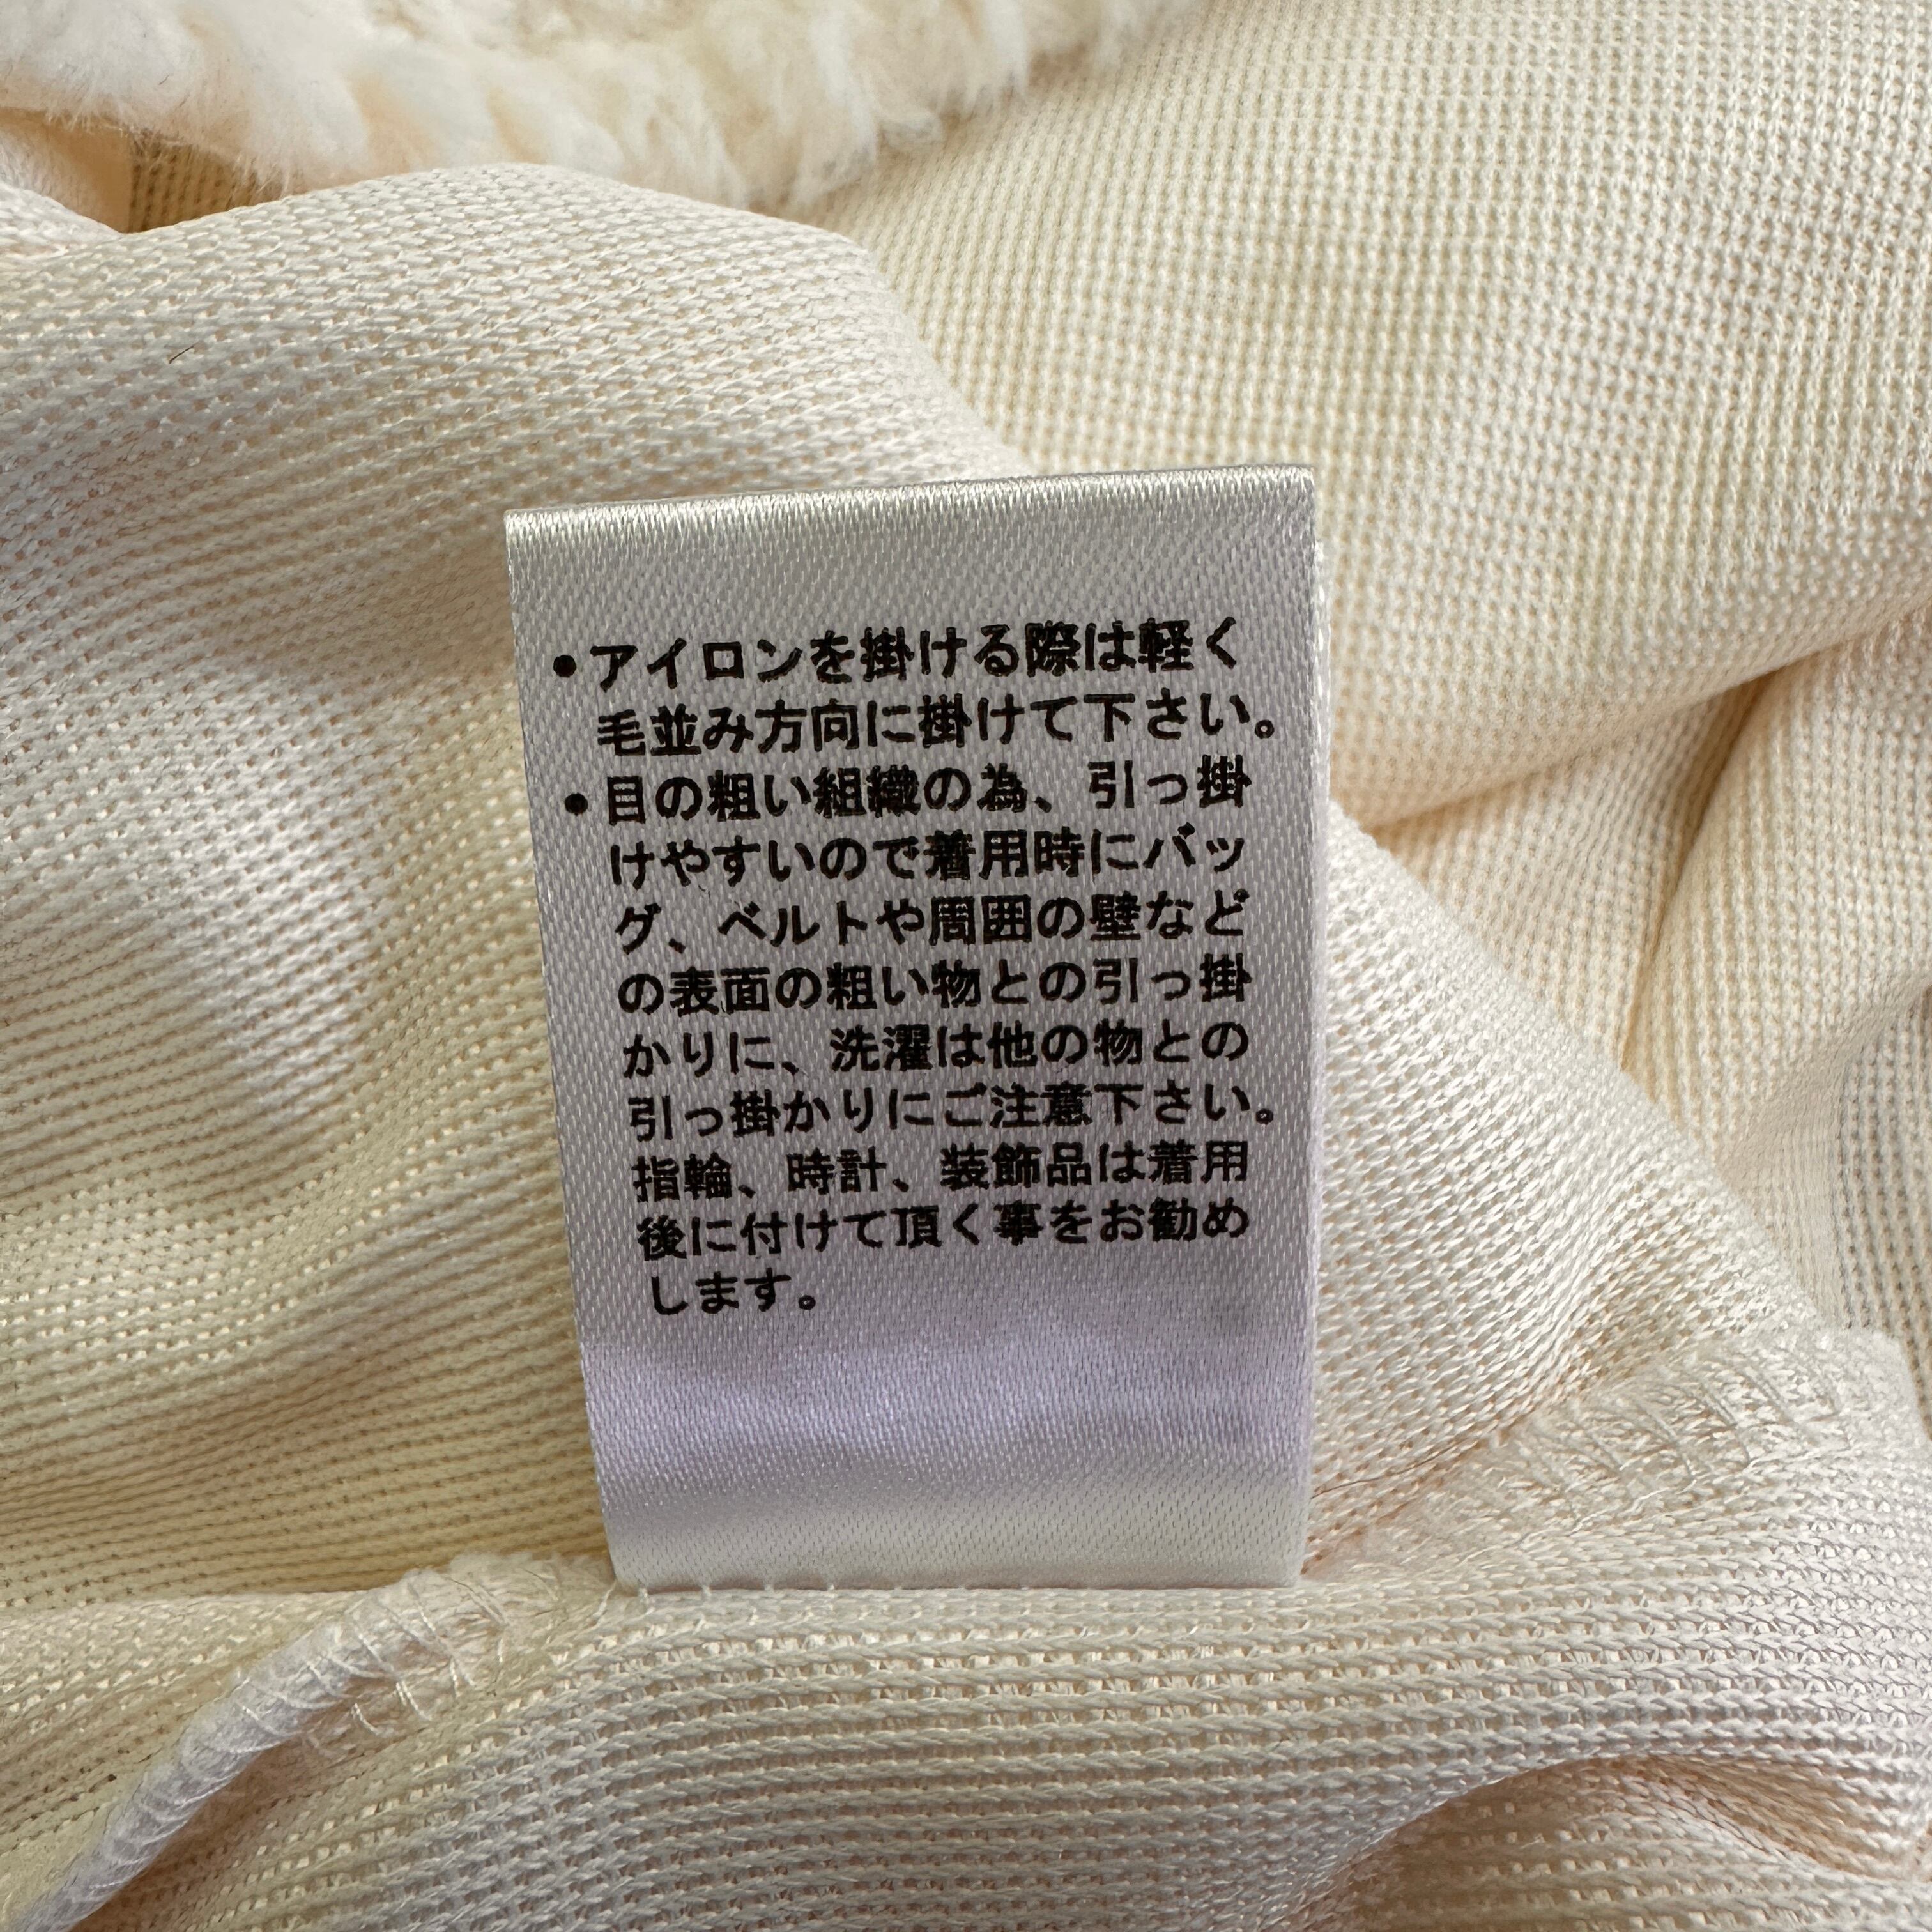 •アイロンを掛ける際は軽く
毛並み方向に掛けて下さい。
•目の粗い組織の為、引っ掛
けやすいので着用時にバッ
グ、ベルトや周囲の壁など
の表面の粗い物との引っ掛
かりに、洗濯は他の物との
引っ掛かりにご注意下さい。
指輪、時計、装飾品は着用
後に付けて頂く事をお勧め
します。